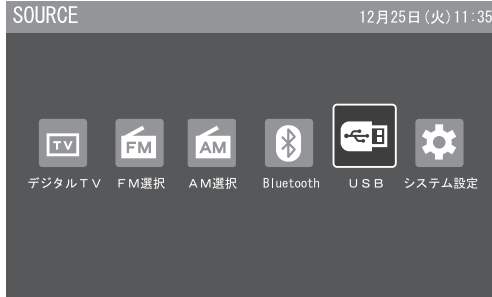 SOURCE
12月25日(火)11:35
TV
FM
AM
デジタルTV
FM選択
AM選択
Bluetooth
USB
システム設定